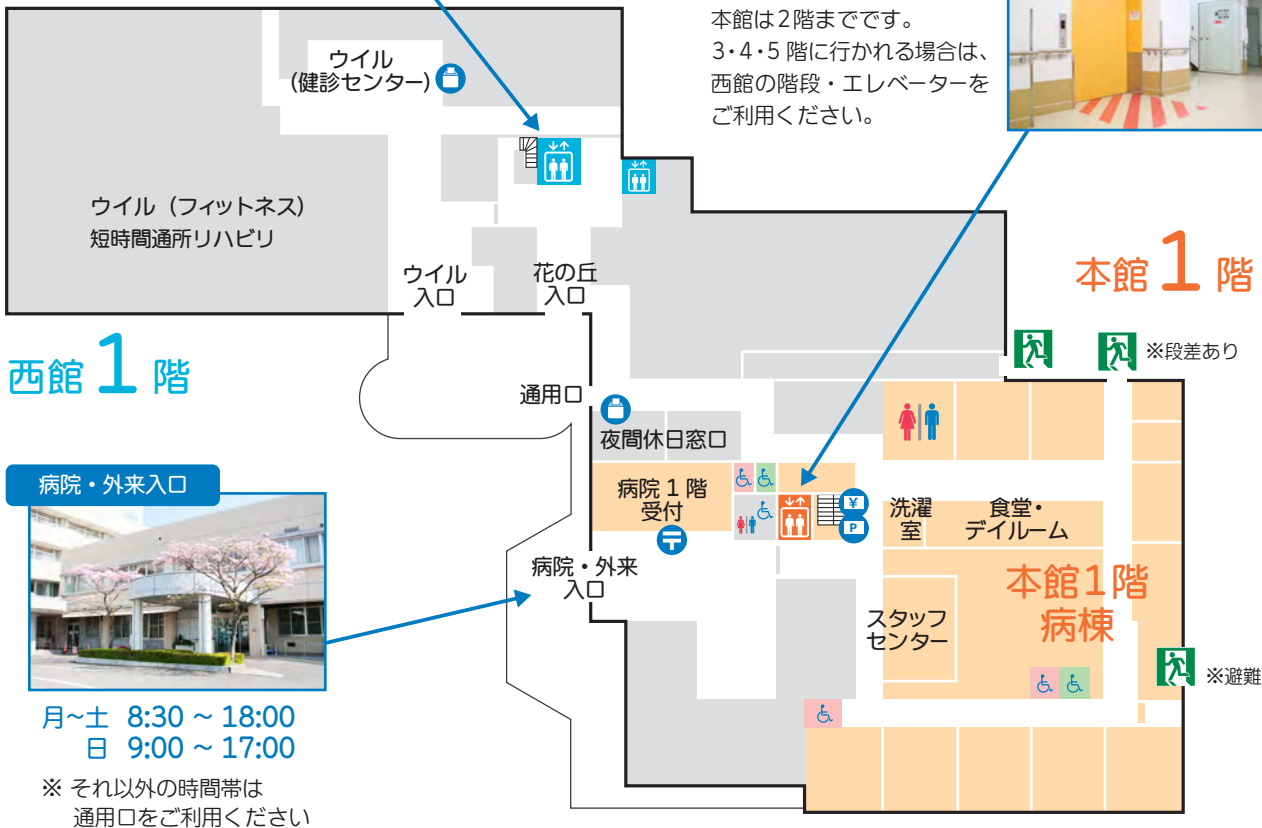 本館は2階までです。
3・4・5 階に行かれる場合は、
西館の階段・エレベーターを
ご利用ください。
ウイル
(健診センター)
ウイル（フィットネス）
短時間通所リハビリ
ウイル
入口
花の丘
入口
本館 1 階
西館 1 階
※段差あり
通用口
夜間休日窓口
病院 1 階
受付
¥
P
〒
洗濯
室
食堂・
デイルーム
病院・外来入口
病院・外来
入口
本館1階
病棟
スタッフ
センター
※避難
月~土 8:30 ~ 18:00
日 9:00 ~ 17:00
※ それ以外の時間帯は
通用口をご利用ください